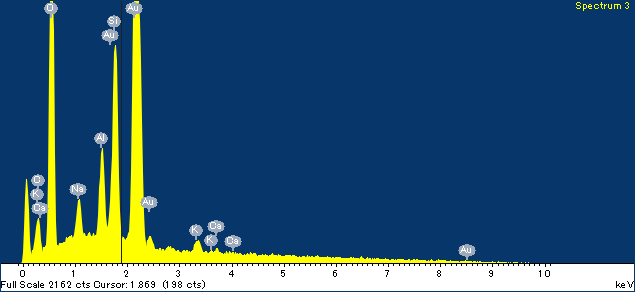 Spectrum 3
O
Si
Au
Au
Al
C
K
Ca
Na
Au
K
Ca
K
Ca
Au
0 1 2 3 4 5 6 7 8 9 10
Full Scale 2162 cts Cursor: 1.869 (198 cts) keV